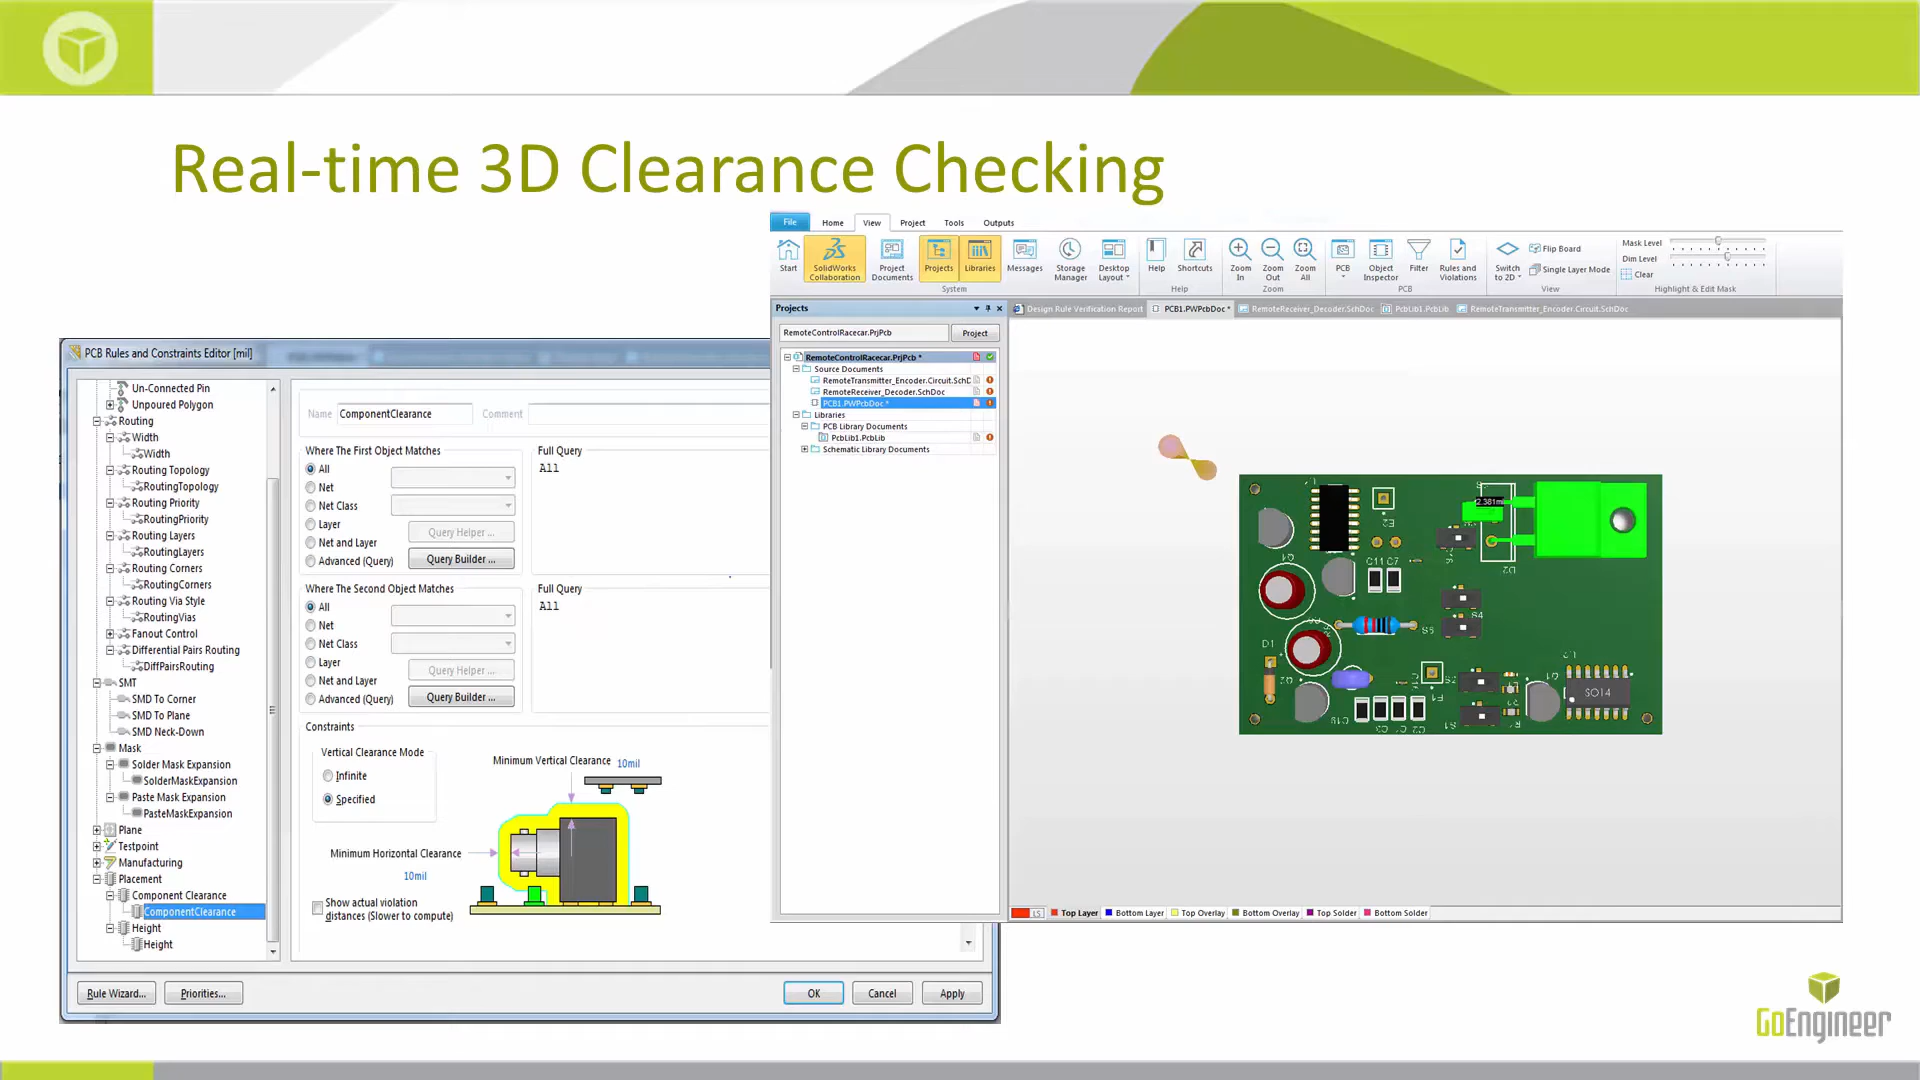 Real-time 3D Clearance Checking
File Home View Project Tools Outputs
Start
SolidWorks Collaboration
Project Documents
Projects
Libraries
Messages
Storage Manager
Desktop Layout
System
Help
Shortcuts
Help
Zoom In
Zoom Out
Zoom All
Zoom
PCB
Object Inspector
Filter
Rules and Violations
PCB
Switch to 2D
Flip Board
Single Layer Mode
View
Mask Level
Dim Level
Clear
Highlight & Edit Mask
Projects
Design Rule Verification Report PCB1.PWPcbDoc * RemoteReceiver_Decoder.SchDoc PcbLib1.PcbLib RemoteTransmitter_Encoder.Circuit.SchDoc
RemoteControlRacecar.PrjPcb Project
RemoteControlRacecar.PrjPcb *
Source Documents
RemoteTransmitter_Encoder.Circuit.SchD
RemoteReceiver_Decoder.SchDoc
PCB1.PWPcbDoc *
Libraries
PCB Library Documents
PcbLib1.PcbLib
Schematic Library Documents
E2
C11 C7
D2
S4
S5
D1
SO14
F1
S1
LS Top Layer Bottom Layer Top Overlay Bottom Overlay Top Solder Bottom Solder
PCB Rules and Constraints Editor [mil]
Un-Connected Pin
Unpoured Polygon
Routing
Width
Width
Routing Topology
RoutingTopology
Routing Priority
RoutingPriority
Routing Layers
RoutingLayers
Routing Corners
RoutingCorners
Routing Via Style
RoutingVias
Fanout Control
Differential Pairs Routing
DiffPairsRouting
SMT
SMD To Corner
SMD To Plane
SMD Neck-Down
Mask
Solder Mask Expansion
SolderMaskExpansion
Paste Mask Expansion
PasteMaskExpansion
Plane
Testpoint
Manufacturing
Placement
Component Clearance
ComponentClearance
Height
Height
Name ComponentClearance Comment
Where The First Object Matches
All
Net
Net Class
Layer
Net and Layer
Advanced (Query)
Query Helper ...
Query Builder ...
Full Query
All
Where The Second Object Matches
All
Net
Net Class
Layer
Net and Layer
Advanced (Query)
Query Helper ...
Query Builder ...
Full Query
All
Constraints
Vertical Clearance Mode
Infinite
Specified
Minimum Vertical Clearance 10mil
Minimum Horizontal Clearance
10mil
Show actual violation
distances (Slower to compute)
Rule Wizard... Priorities... OK Cancel Apply
GoEngineer